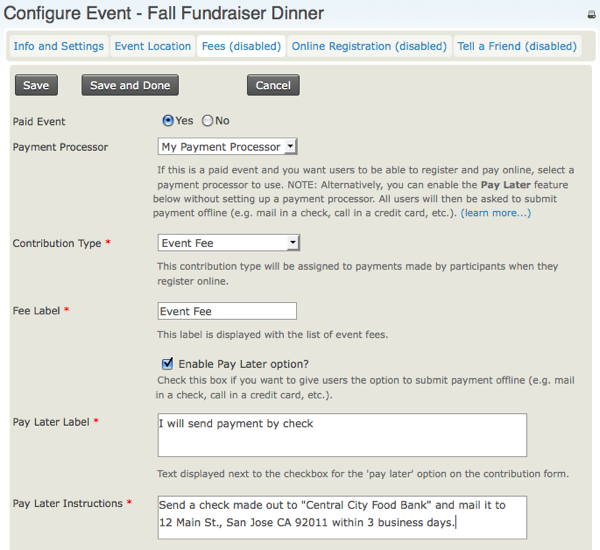 Configure Event - Fall Fundraiser Dinner
Info and Settings Event Location Fees (disabled) Online Registration (disabled) Tell a Friend (disabled)
Save Save and Done Cancel
Paid Event Yes No
Payment Processor My Payment Processor
If this is a paid event and you want users to be able to register and pay online, select a
payment processor to use. NOTE: Alternatively, you can enable the Pay Later feature
below without setting up a payment processor. All users will then be asked to submit
payment offline (e.g. mail in a check, call in a credit card, etc.). (learn more...)
Contribution Type * Event Fee
This contribution type will be assigned to payments made by participants when they
register online.
Fee Label * Event Fee
This label is displayed with the list of event fees.
Enable Pay Later option?
Check this box if you want to give users the option to submit payment offline (e.g. mail
in a check, call in a credit card, etc.).
Pay Later Label * I will send payment by check
Text displayed next to the checkbox for the 'pay later' option on the contribution form.
Pay Later Instructions * Send a check made out to "Central City Food Bank" and mail it to
12 Main St., San Jose CA 92011 within 3 business days.